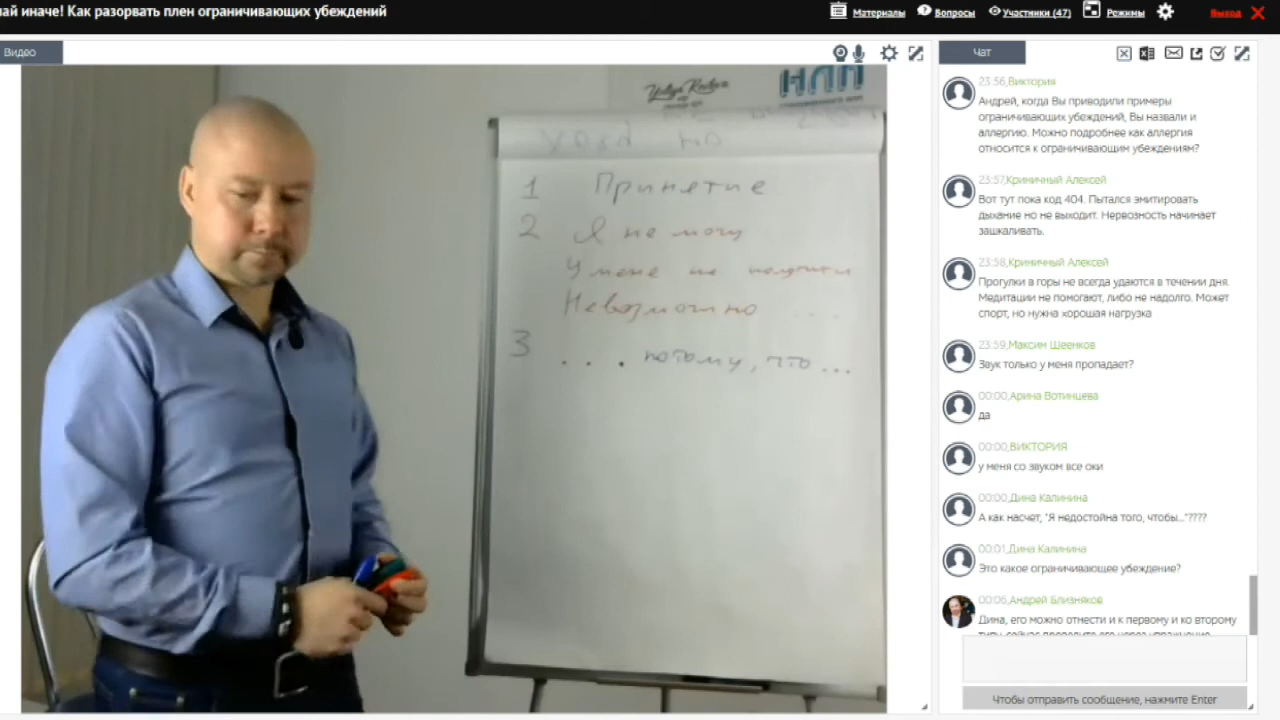 ай иначе! Как разорвать плен ограничивающих убеждений
Материалы
Вопросы
Участники (47)
Режимы
Выход
Видео
НЛП
1 Принятие
2 Я не могу
У меня не получится
Невозможно ...
3 ... потому, что ...
Чат
23:56,Виктория
Андрей, когда Вы приводили примеры
ограничивающих убеждений, Вы назвали и
аллергию. Можно подробнее как аллергия
относится к ограничивающим убеждениям?
23:57,Криничный Алексей
Вот тут пока код 404. Пытался эмитировать
дыхание но не выходит. Нервозность начинает
зашкаливать.
23:58,Криничный Алексей
Прогулки в горы не всегда удаются в течении дня.
Медитации не помогают, либо не надолго. Может
спорт, но нужна хорошая нагрузка
23:59,Максим Шеенков
Звук только у меня пропадает?
00:00,Арина Вотинцева
да
00:00,ВИКТОРИЯ
у меня со звуком все оки
00:00,Дина Калинина
А как насчет, "Я недостойна того, чтобы..."????
00:01,Дина Калинина
Это какое ограничивающее убеждение?
00:06,Андрей Близняков
Дина, его можно отнести и к первому и ко второму
Чтобы отправить сообщение, нажмите Enter